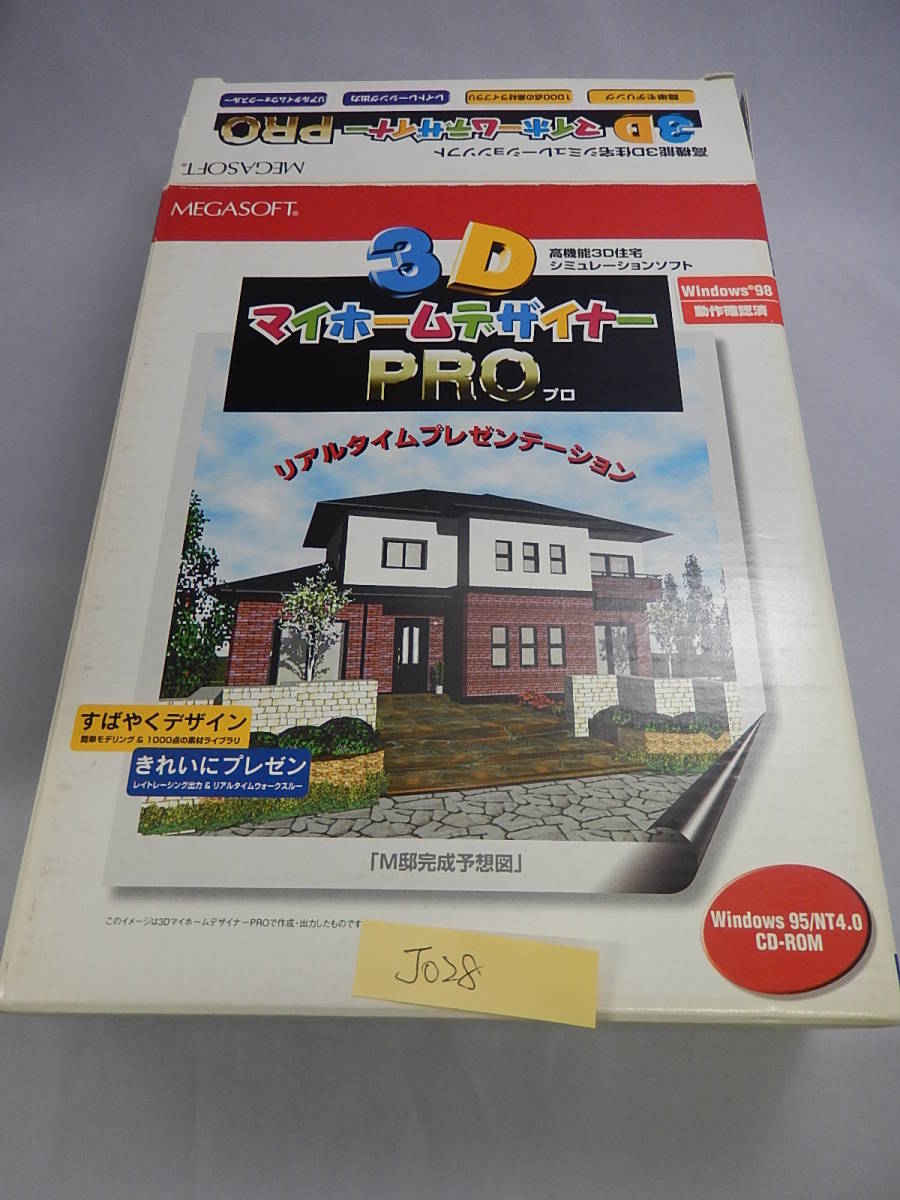 簡単モデリング
1000点の素材ライブラリ
レイトレーシング出力
リアルタイムウォークスルー
高機能3D住宅シミュレーションソフト
3D マイホームデザイナー PRO
MEGASOFT®
MEGASOFT®
3D
高機能3D住宅
シミュレーションソフト
Windows®98
動作確認済
マイホームデザイナー
PRO プロ
リアルタイムプレゼンテーション
すばやくデザイン
簡単モデリング & 1000点の素材ライブラリ
きれいにプレゼン
レイトレーシング出力 & リアルタイムウォークスルー
「M邸完成予想図」
このイメージは3DマイホームデザイナーPROで作成・出力したものです
Windows 95/NT4.0
CD-ROM
J028